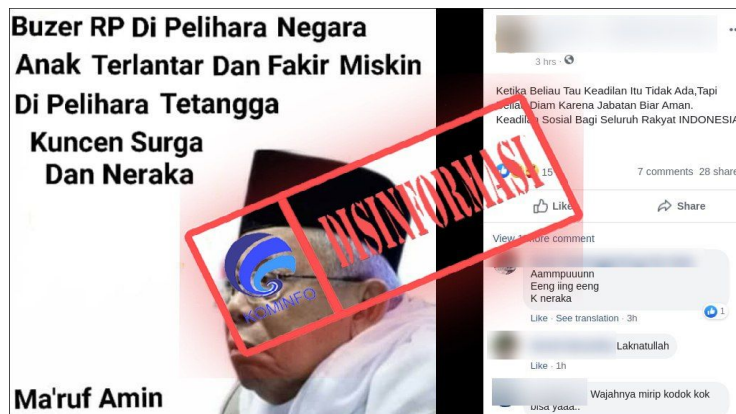 Buzer RP Di Pelihara Negara
Anak Terlantar Dan Fakir Miskin
Di Pelihara Tetangga
Kuncen Surga
Dan Neraka
DISINFORMASI
KOMINFO
Ma'ruf Amin
3 hrs
Ketika Beliau Tau Keadilan Itu Tidak Ada,Tapi
Beliau Diam Karena Jabatan Biar Aman.
Keadilan Sosial Bagi Seluruh Rakyat INDONESIA
15
7 comments 28 share
Like
Share
View more comment
Aammpuuunn
Eeng iing eeng
K neraka
1
Like · See translation · 3h
Laknatullah
Like · 1h
Wajahnya mirip kodok kok
bisa yaaa..